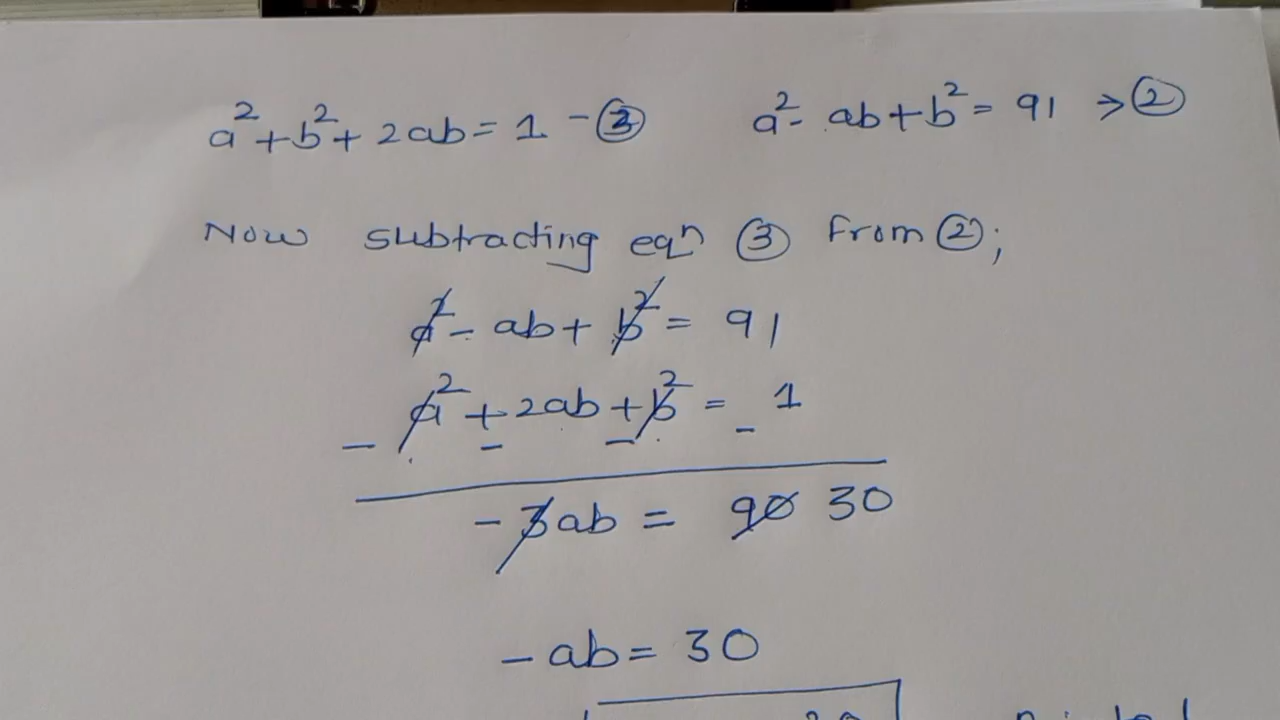 a² + b² + 2ab = 1 - ③ a² - ab + b² = 91 → ②
Now subtracting eqⁿ ③ from ②;
a² - ab + b² = 91
- a² + 2ab + b² = 1
- - -
- 3ab = 90 30
- ab = 30